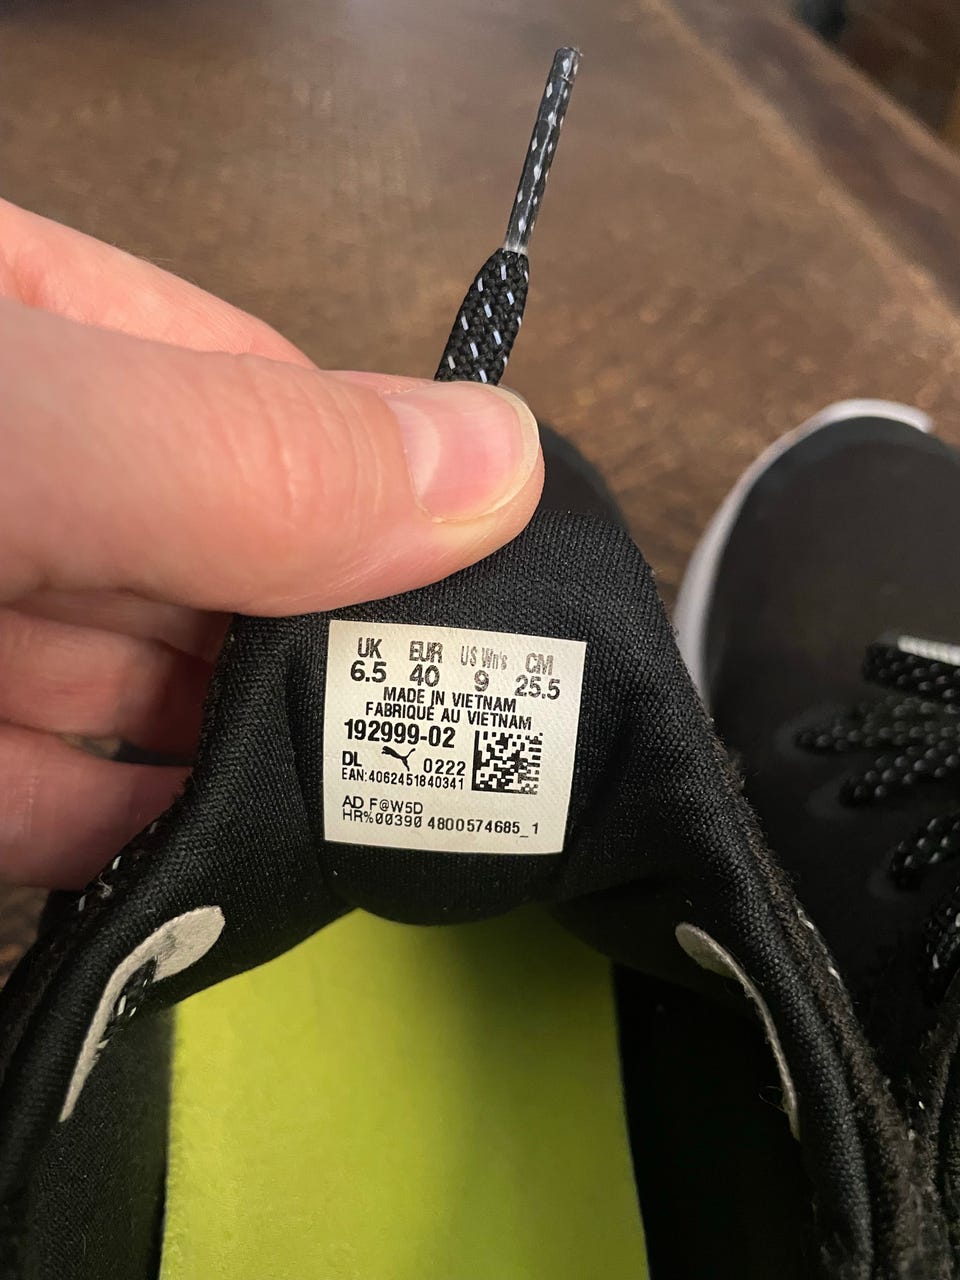 UK EUR US Wn's CM
6.5 40 9 25.5
MADE IN VIETNAM
FABRIQUÉ AU VIETNAM
192999-02
DL 0222
EAN:4062451840341
AD F@W5D
HR%00390 4800574685_1